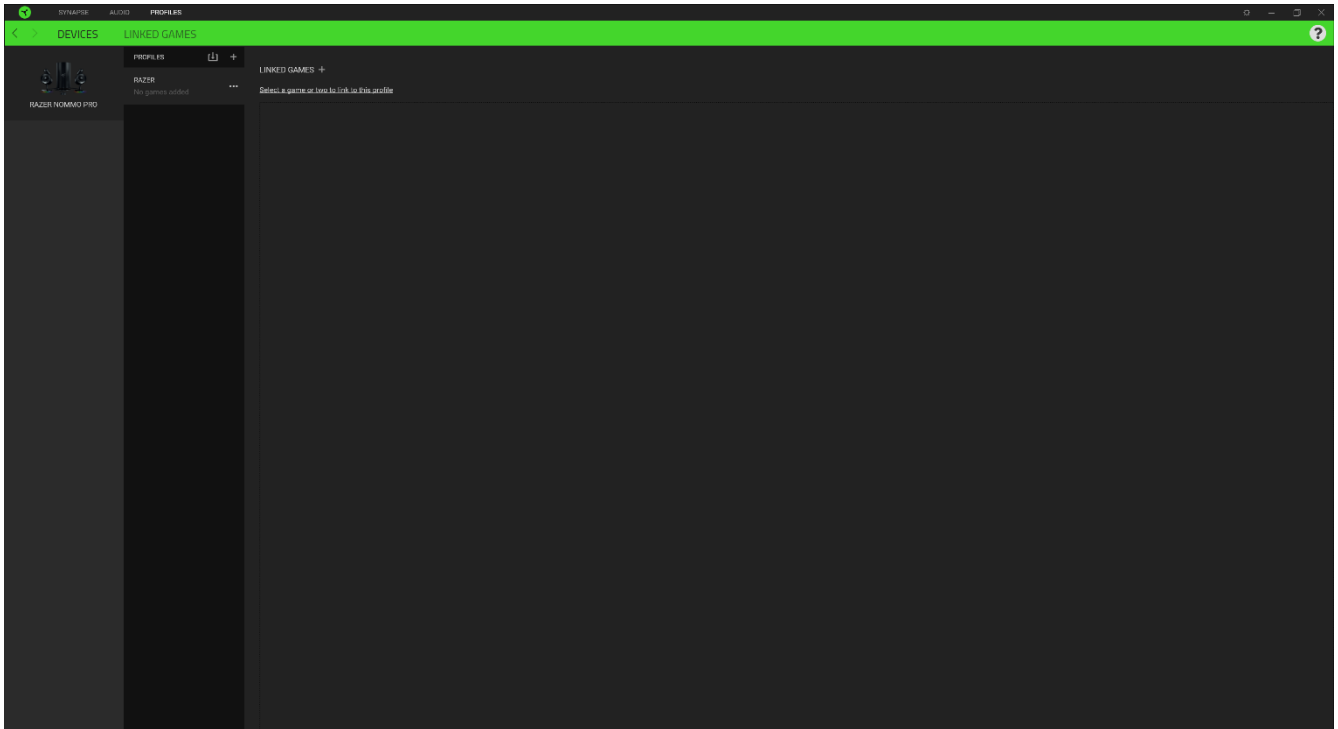 SYNAPSE AUDIO PROFILES
DEVICES LINKED GAMES ?
PROFILES
RAZER
No games added
RAZER NOMMO PRO
LINKED GAMES +
Select a game or two to link to this profile